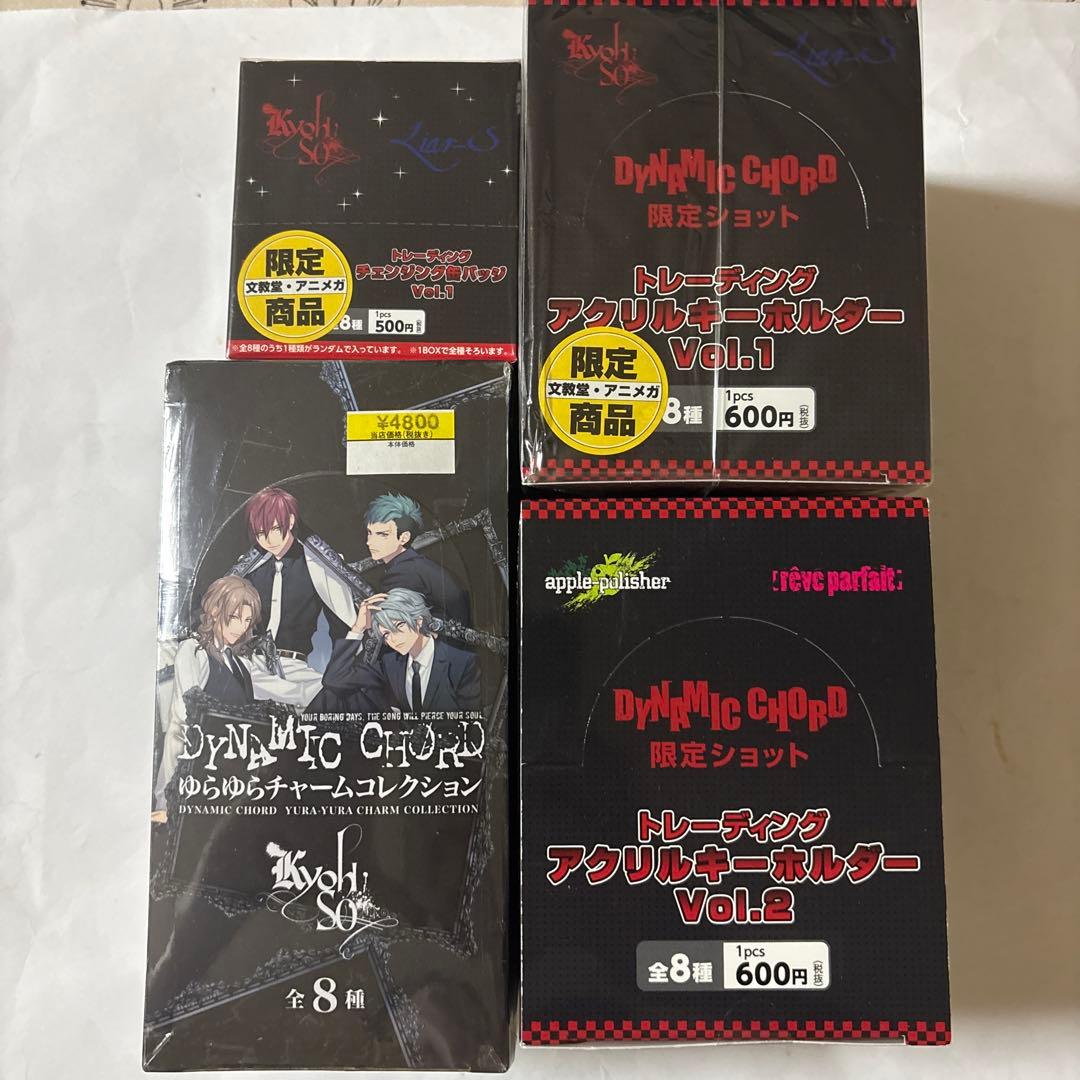 KyohSO
Liar-S
トレーディング
チェンジング缶バッジ
Vol.1
限定
文教堂・アニメガ
商品
全8種
1pcs
500円
(税抜)
※全8種のうち1種類がランダムで入っています。 ※1BOXで全種そろいます。
KyohSO
Liar-S
DYNAMIC CHORD
限定ショット
トレーディング
アクリルキーホルダー
Vol.1
限定
文教堂・アニメガ
商品
8種
1pcs
600円
(税抜)
¥4800
当店価格(税抜き)
本体価格
YOUR BORING DAYS, THE SONG WILL PIERCE YOUR SOUL
DYNAMIC CHORD
ゆらゆらチャームコレクション
DYNAMIC CHORD YURA-YURA CHARM COLLECTION
KyohSO
全8種
apple-polisher
[rêve parfait]
DYNAMIC CHORD
限定ショット
トレーディング
アクリルキーホルダー
Vol.2
全8種
1pcs
600円
(税抜)